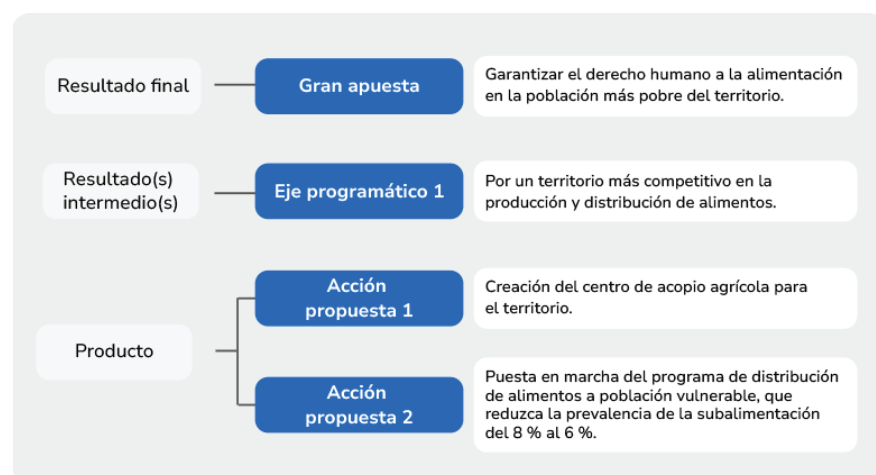 Resultado final
Gran apuesta
Garantizar el derecho humano a la alimentación
en la población más pobre del territorio.
Resultado(s)
intermedio(s)
Eje programático 1
Por un territorio más competitivo en la
producción y distribución de alimentos.
Producto
Acción
propuesta 1
Creación del centro de acopio agrícola para
el territorio.
Acción
propuesta 2
Puesta en marcha del programa de distribución
de alimentos a población vulnerable, que
reduzca la prevalencia de la subalimentación
del 8 % al 6 %.